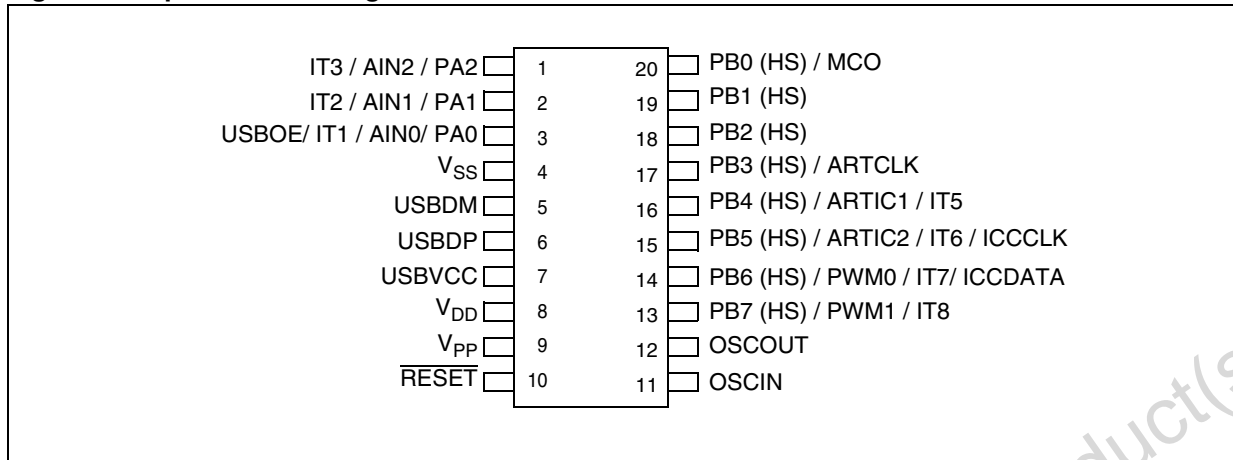 IT3 / AIN2 / PA2 1 20 PB0 (HS) / MCO
IT2 / AIN1 / PA1 2 19 PB1 (HS)
USBOE/ IT1 / AIN0/ PA0 3 18 PB2 (HS)
VSS 4 17 PB3 (HS) / ARTCLK
USBDM 5 16 PB4 (HS) / ARTIC1 / IT5
USBDP 6 15 PB5 (HS) / ARTIC2 / IT6 / ICCCLK
USBVCC 7 14 PB6 (HS) / PWM0 / IT7/ ICCDATA
VDD 8 13 PB7 (HS) / PWM1 / IT8
VPP 9 12 OSCOUT
RESET 10 11 OSCIN